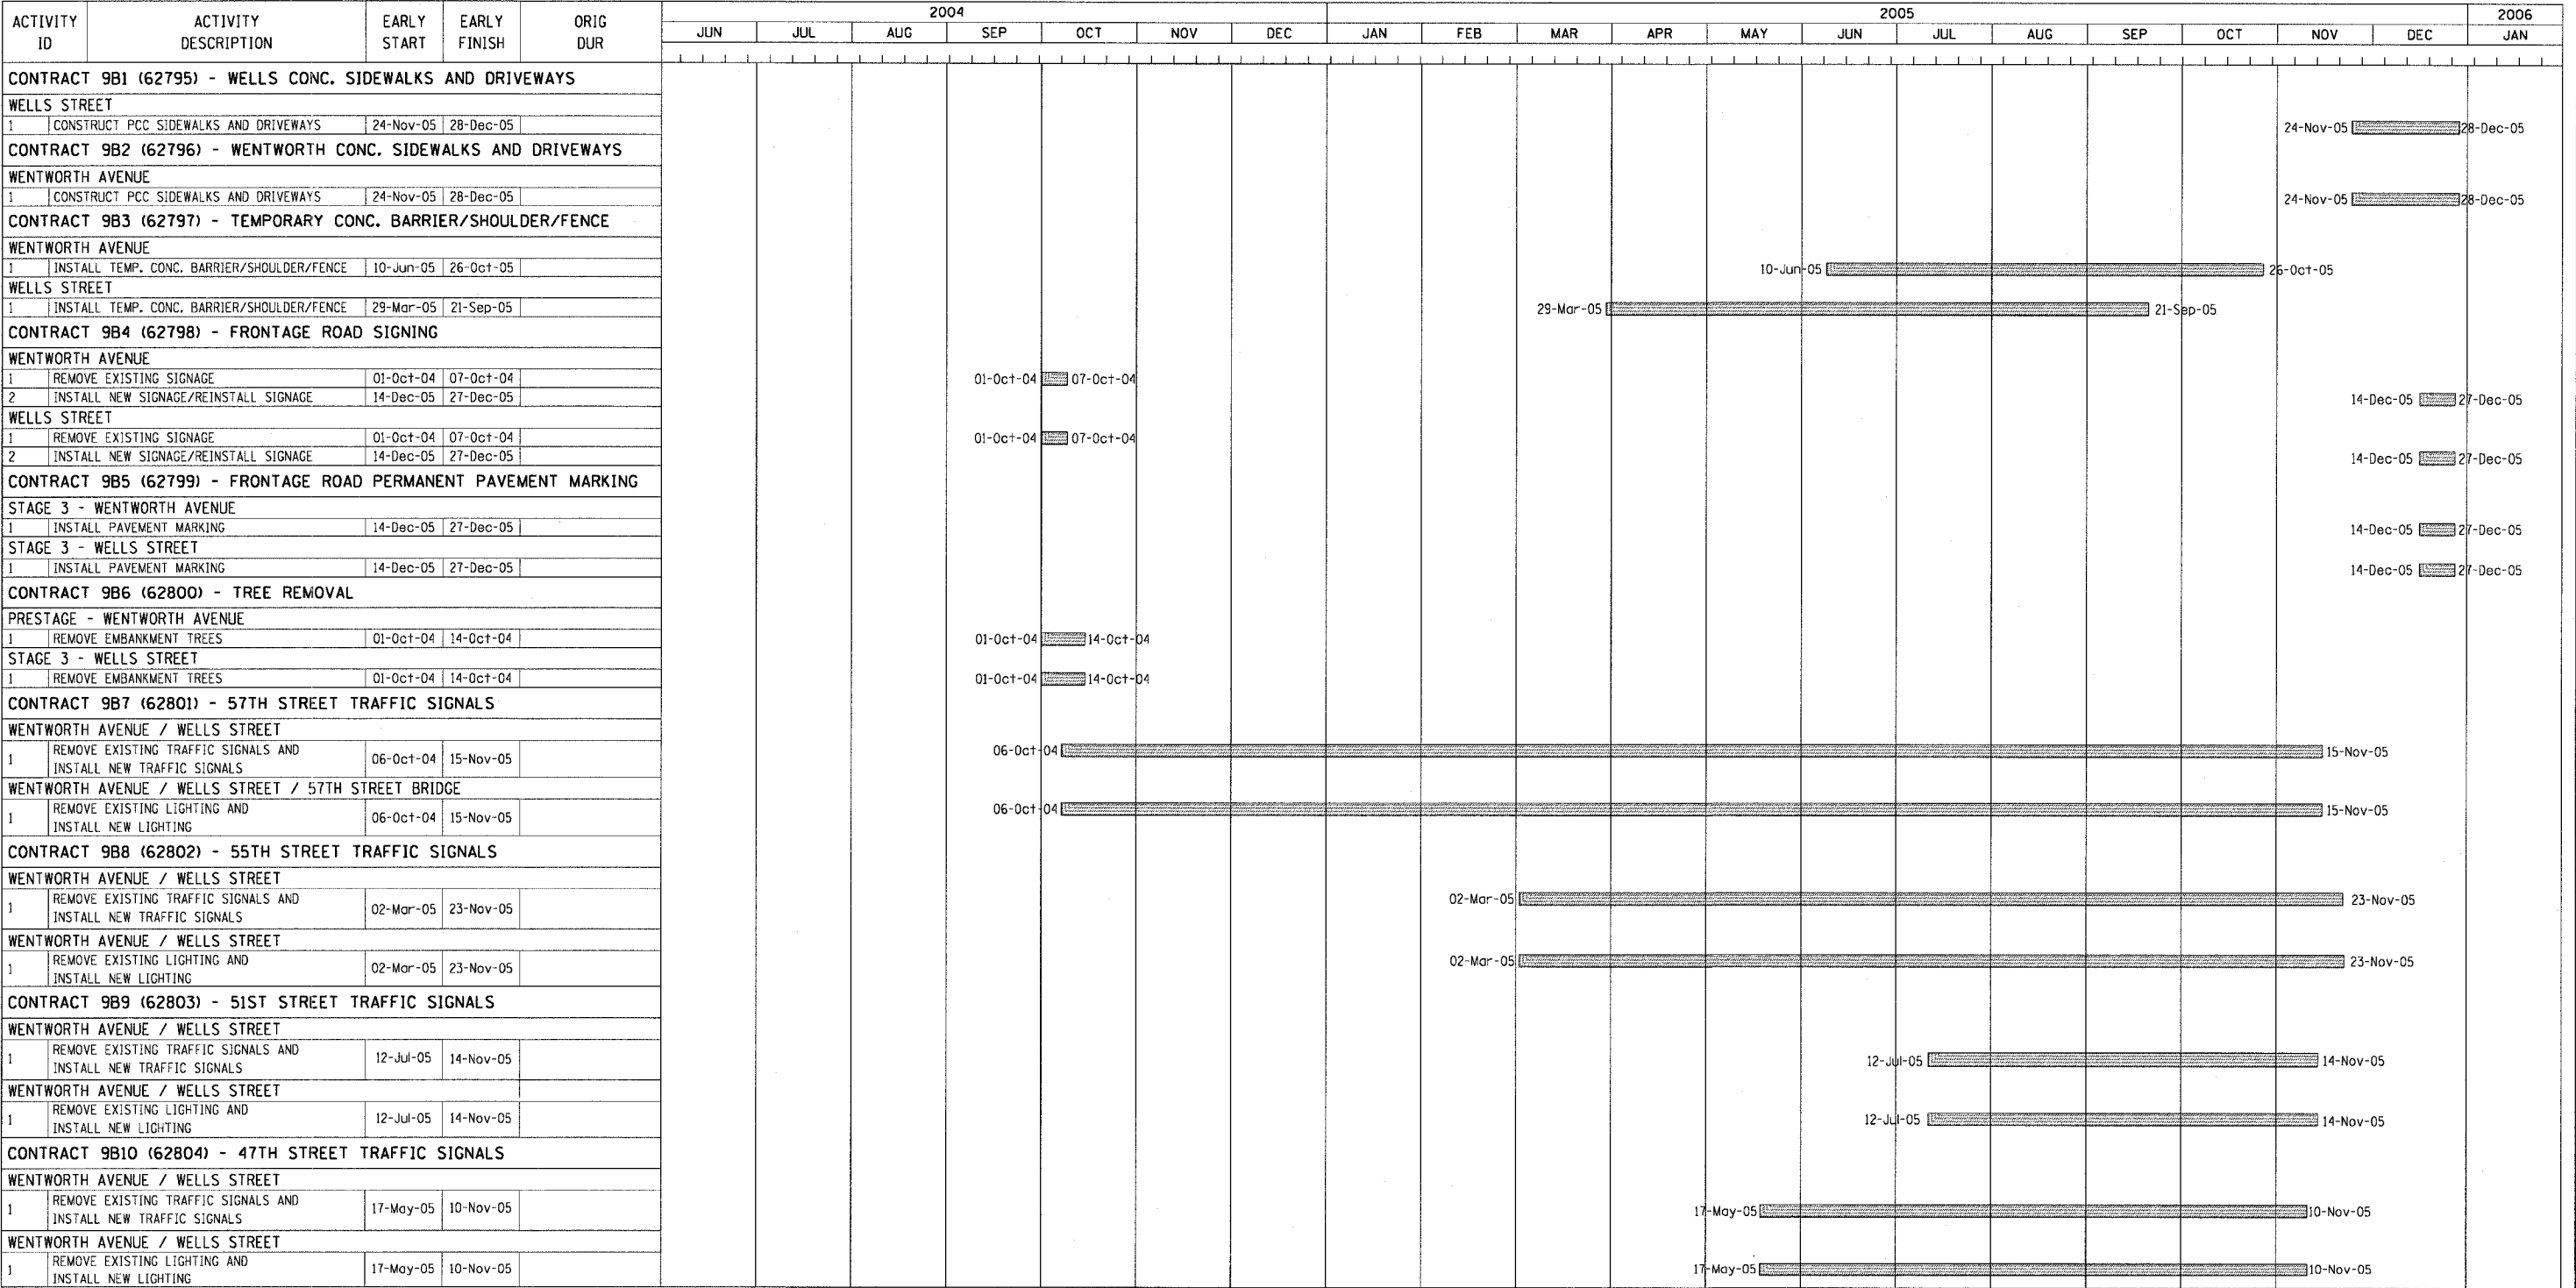 ACTIVITY ID ACTIVITY DESCRIPTION EARLY START EARLY FINISH ORIG DUR
2004 2005 2006
JUN JUL AUG SEP OCT NOV DEC JAN FEB MAR APR MAY JUN JUL AUG SEP OCT NOV DEC JAN
CONTRACT 9B1 (62795) - WELLS CONC. SIDEWALKS AND DRIVEWAYS
WELLS STREET
1 CONSTRUCT PCC SIDEWALKS AND DRIVEWAYS 24-Nov-05 28-Dec-05 24-Nov-05 28-Dec-05
CONTRACT 9B2 (62796) - WENTWORTH CONC. SIDEWALKS AND DRIVEWAYS
WENTWORTH AVENUE
1 CONSTRUCT PCC SIDEWALKS AND DRIVEWAYS 24-Nov-05 28-Dec-05 24-Nov-05 28-Dec-05
CONTRACT 9B3 (62797) - TEMPORARY CONC. BARRIER/SHOULDER/FENCE
WENTWORTH AVENUE
1 INSTALL TEMP. CONC. BARRIER/SHOULDER/FENCE 10-Jun-05 26-Oct-05 10-Jun-05 26-Oct-05
WELLS STREET
1 INSTALL TEMP. CONC. BARRIER/SHOULDER/FENCE 29-Mar-05 21-Sep-05 29-Mar-05 21-Sep-05
CONTRACT 9B4 (62798) - FRONTAGE ROAD SIGNING
WENTWORTH AVENUE
1 REMOVE EXISTING SIGNAGE 01-Oct-04 07-Oct-04 01-Oct-04 07-Oct-04
2 INSTALL NEW SIGNAGE/REINSTALL SIGNAGE 14-Dec-05 27-Dec-05 14-Dec-05 27-Dec-05
WELLS STREET
1 REMOVE EXISTING SIGNAGE 01-Oct-04 07-Oct-04 01-Oct-04 07-Oct-04
2 INSTALL NEW SIGNAGE/REINSTALL SIGNAGE 14-Dec-05 27-Dec-05 14-Dec-05 27-Dec-05
CONTRACT 9B5 (62799) - FRONTAGE ROAD PERMANENT PAVEMENT MARKING
STAGE 3 - WENTWORTH AVENUE
1 INSTALL PAVEMENT MARKING 14-Dec-05 27-Dec-05 14-Dec-05 27-Dec-05
STAGE 3 - WELLS STREET
1 INSTALL PAVEMENT MARKING 14-Dec-05 27-Dec-05 14-Dec-05 27-Dec-05
CONTRACT 9B6 (62800) - TREE REMOVAL
PRESTAGE - WENTWORTH AVENUE
1 REMOVE EMBANKMENT TREES 01-Oct-04 14-Oct-04 01-Oct-04 14-Oct-04
STAGE 3 - WELLS STREET
1 REMOVE EMBANKMENT TREES 01-Oct-04 14-Oct-04 01-Oct-04 14-Oct-04
CONTRACT 9B7 (62801) - 57TH STREET TRAFFIC SIGNALS
WENTWORTH AVENUE / WELLS STREET
1 REMOVE EXISTING TRAFFIC SIGNALS AND
INSTALL NEW TRAFFIC SIGNALS 06-Oct-04 15-Nov-05 06-Oct-04 15-Nov-05
WENTWORTH AVENUE / WELLS STREET / 57TH STREET BRIDGE
1 REMOVE EXISTING LIGHTING AND
INSTALL NEW LIGHTING 06-Oct-04 15-Nov-05 06-Oct-04 15-Nov-05
CONTRACT 9B8 (62802) - 55TH STREET TRAFFIC SIGNALS
WENTWORTH AVENUE / WELLS STREET
1 REMOVE EXISTING TRAFFIC SIGNALS AND
INSTALL NEW TRAFFIC SIGNALS 02-Mar-05 23-Nov-05 02-Mar-05 23-Nov-05
WENTWORTH AVENUE / WELLS STREET
1 REMOVE EXISTING LIGHTING AND
INSTALL NEW LIGHTING 02-Mar-05 23-Nov-05 02-Mar-05 23-Nov-05
CONTRACT 9B9 (62803) - 51ST STREET TRAFFIC SIGNALS
WENTWORTH AVENUE / WELLS STREET
1 REMOVE EXISTING TRAFFIC SIGNALS AND
INSTALL NEW TRAFFIC SIGNALS 12-Jul-05 14-Nov-05 12-Jul-05 14-Nov-05
WENTWORTH AVENUE / WELLS STREET
1 REMOVE EXISTING LIGHTING AND
INSTALL NEW LIGHTING 12-Jul-05 14-Nov-05 12-Jul-05 14-Nov-05
CONTRACT 9B10 (62804) - 47TH STREET TRAFFIC SIGNALS
WENTWORTH AVENUE / WELLS STREET
1 REMOVE EXISTING TRAFFIC SIGNALS AND
INSTALL NEW TRAFFIC SIGNALS 17-May-05 10-Nov-05 17-May-05 10-Nov-05
WENTWORTH AVENUE / WELLS STREET
1 REMOVE EXISTING LIGHTING AND
INSTALL NEW LIGHTING 17-May-05 10-Nov-05 17-May-05 10-Nov-05